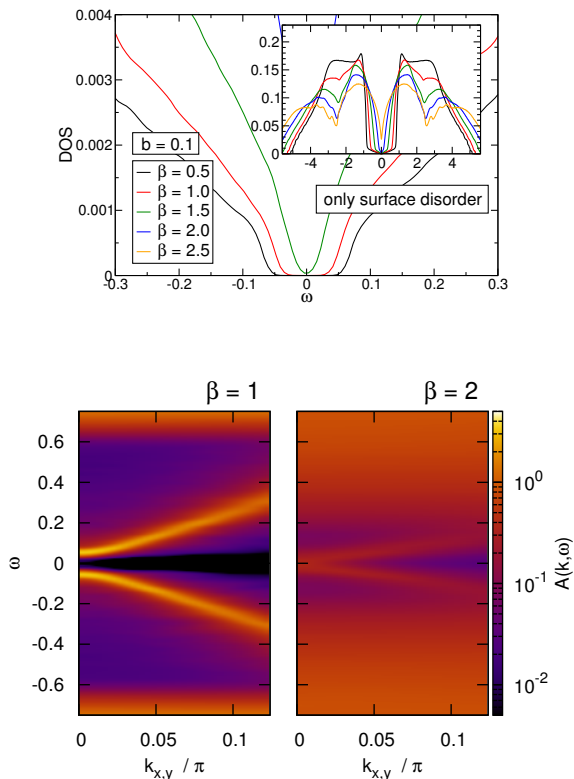 0.004
0.003
0.002
0.001
0
DOS
-0.3
-0.2
-0.1
0
0.1
0.2
0.3
ω
b = 0.1
β = 0.5
β = 1.0
β = 1.5
β = 2.0
β = 2.5
0.2
0.15
0.1
0.05
0
-4
-2
0
2
4
only surface disorder
β = 1
β = 2
0.6
0.4
0.2
0
-0.2
-0.4
-0.6
ω
0
0.05
0.1
k_{x,y} / π
0
0.05
0.1
k_{x,y} / π
10^0
10^{-1}
10^{-2}
A(k,ω)